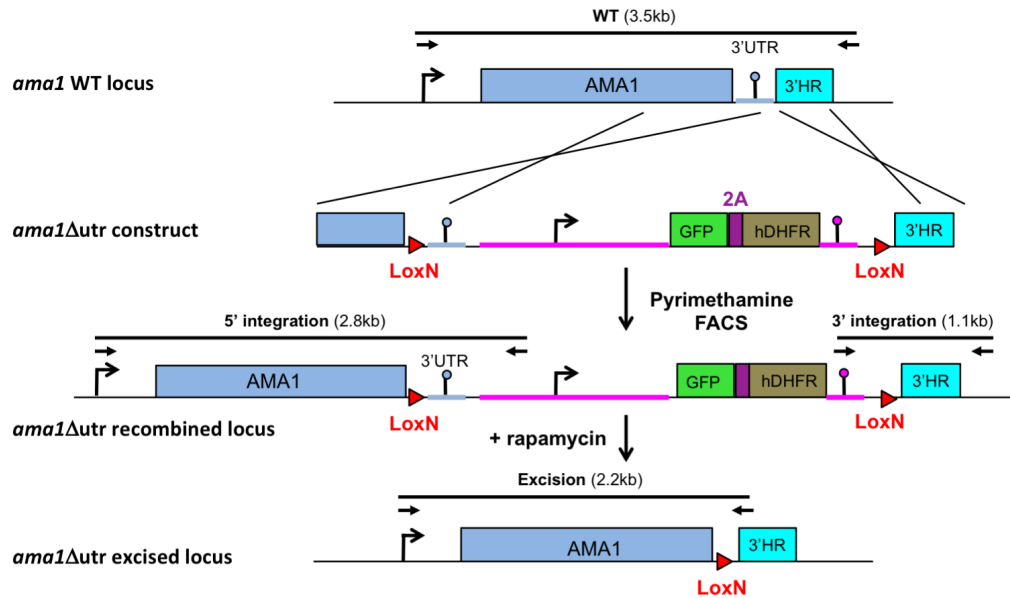 WT (3.5kb)
3'UTR
ama1 WT locus
AMA1
3'HR
2A
ama1Δutr construct
GFP
hDHFR
3'HR
LoxN
LoxN
Pyrimethamine
FACS
5' integration (2.8kb)
3' integration (1.1kb)
3'UTR
AMA1
GFP
hDHFR
3'HR
LoxN
LoxN
ama1Δutr recombined locus
+ rapamycin
Excision (2.2kb)
ama1Δutr excised locus
AMA1
3'HR
LoxN